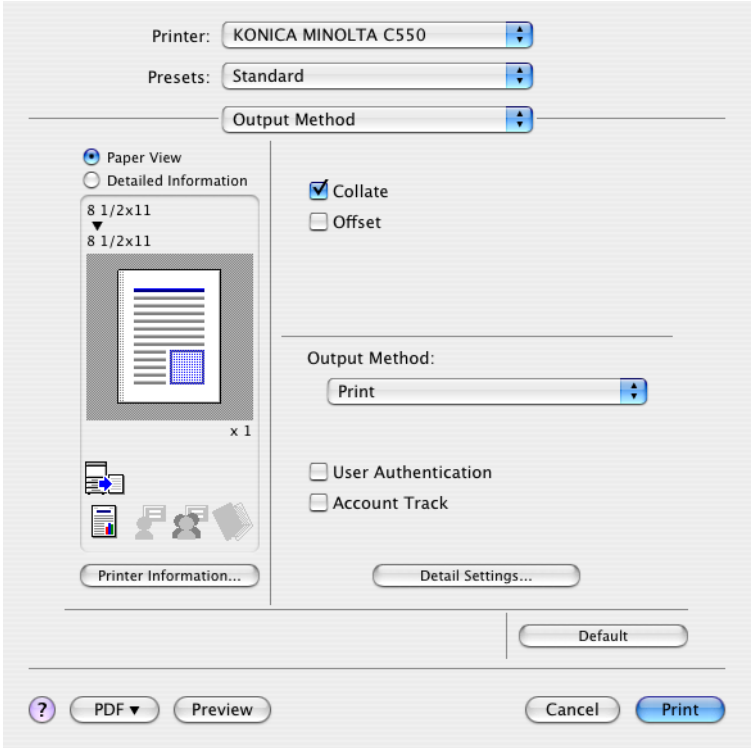 Printer: KONICA MINOLTA C550
Presets: Standard
Output Method
Paper View
Detailed Information
8 1/2x11
▼
8 1/2x11
x 1
Printer Information...
Collate
Offset
Output Method:
Print
User Authentication
Account Track
Detail Settings...
Default
? PDF ▼ Preview Cancel Print